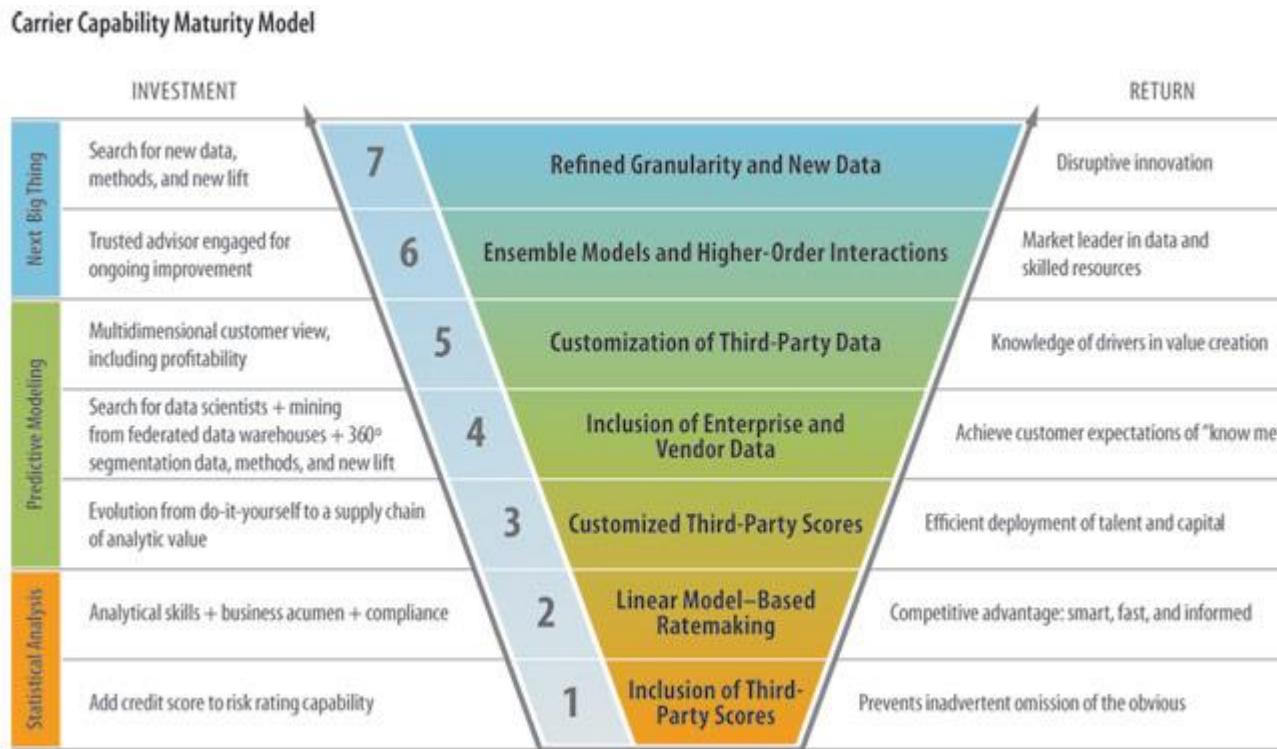 Carrier Capability Maturity Model
INVESTMENT
RETURN
Next Big Thing
Search for new data,
methods, and new lift
7
Refined Granularity and New Data
Disruptive innovation
Trusted advisor engaged for
ongoing improvement
6
Ensemble Models and Higher-Order Interactions
Market leader in data and
skilled resources
Predictive Modeling
Multidimensional customer view,
including profitability
5
Customization of Third-Party Data
Knowledge of drivers in value creation
Search for data scientists + mining
from federated data warehouses + 360º
segmentation data, methods, and new lift
4
Inclusion of Enterprise and
Vendor Data
Achieve customer expectations of “know me
Evolution from do-it-yourself to a supply chain
of analytic value
3
Customized Third-Party Scores
Efficient deployment of talent and capital
Statistical Analysis
Analytical skills + business acumen + compliance
2
Linear Model–Based
Ratemaking
Competitive advantage: smart, fast, and informed
Add credit score to risk rating capability
1
Inclusion of Third-
Party Scores
Prevents inadvertent omission of the obvious